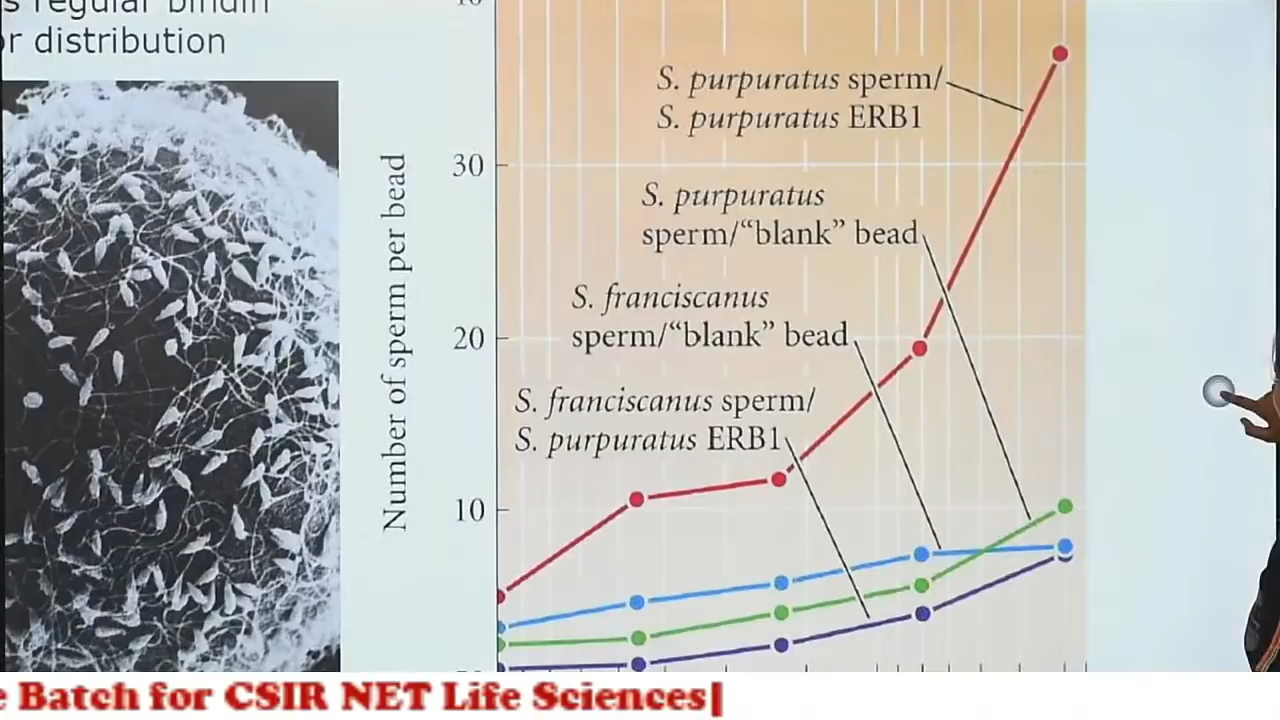 s regular bindin
or distribution
S. purpuratus sperm/
S. purpuratus ERB1
30
S. purpuratus
sperm/“blank” bead
S. franciscanus
sperm/“blank” bead
20
S. franciscanus sperm/
S. purpuratus ERB1
Number of sperm per bead
10
e Batch for CSIR NET Life Sciences|